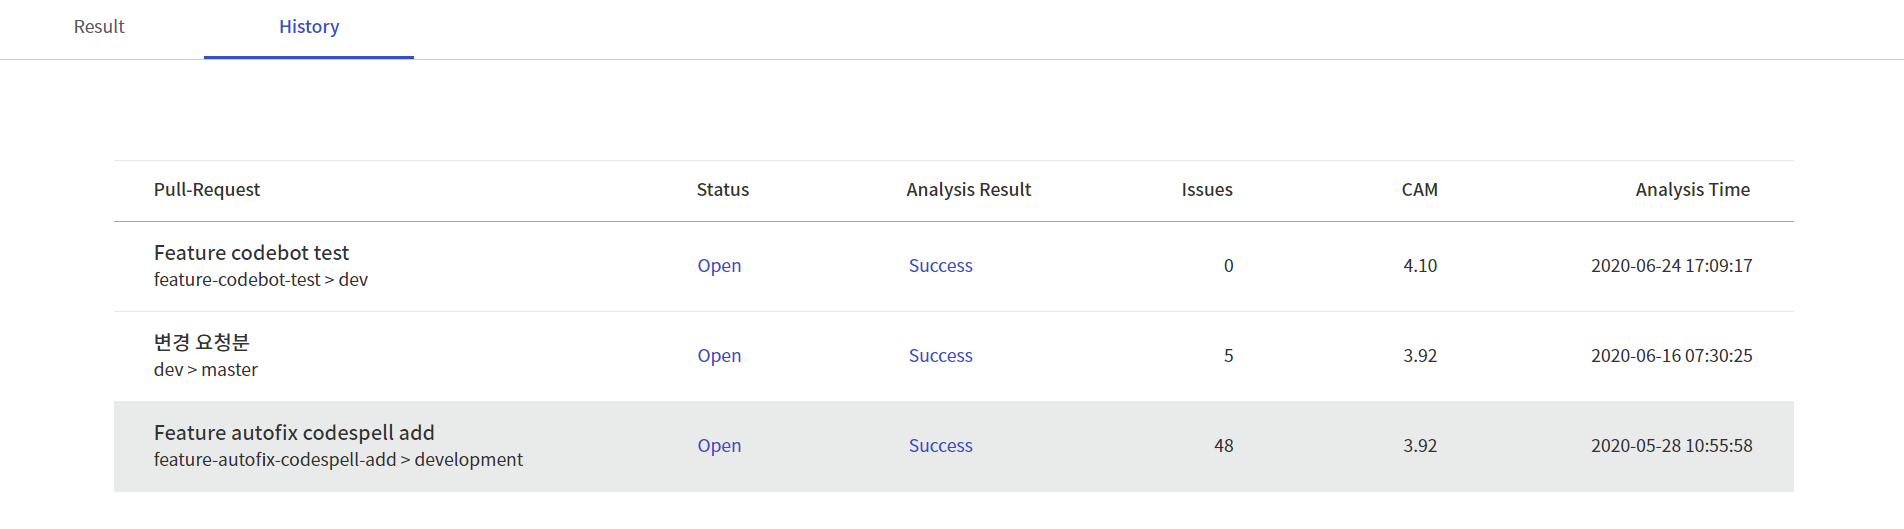 Result History
Pull-Request Status Analysis Result Issues CAM Analysis Time
Feature codebot test
feature-codebot-test > dev
Open Success 0 4.10 2020-06-24 17:09:17
변경 요청분
dev > master
Open Success 5 3.92 2020-06-16 07:30:25
Feature autofix codespell add
feature-autofix-codespell-add > development
Open Success 48 3.92 2020-05-28 10:55:58